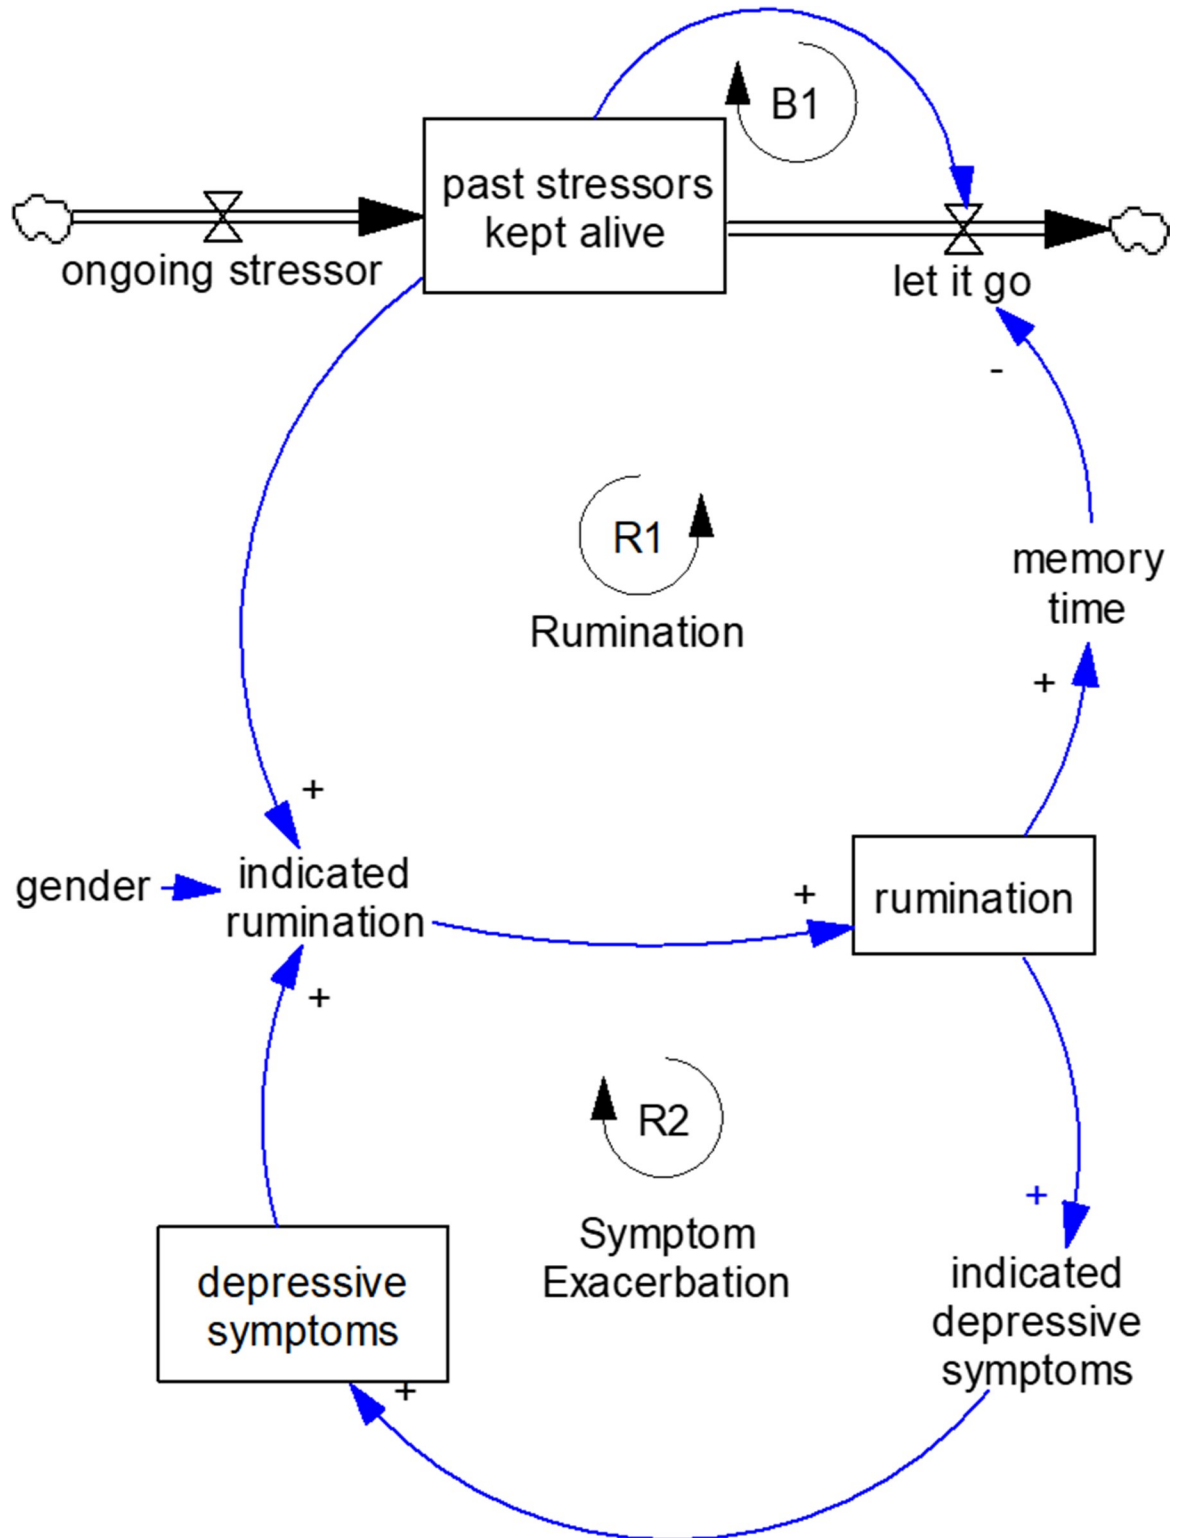 B1
past stressors
kept alive
ongoing stressor
let it go
-
R1
Rumination
memory
time
+
+
gender
indicated
rumination
+
rumination
+
R2
Symptom
Exacerbation
+
depressive
symptoms
indicated
depressive
symptoms
+